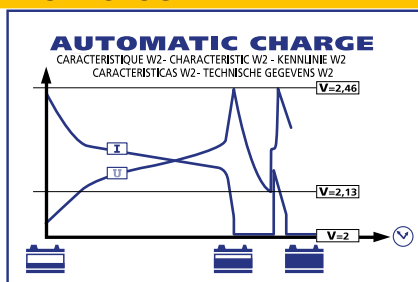 AUTOMATIC CHARGE
CARACTERISTIQUE W2- CHARACTERISTIC W2 - KENNLINIE W2
CARACTERISTICAS W2- TECHNISCHE GEGEVENS W2
V=2,46
I
U
V=2,13
V=2